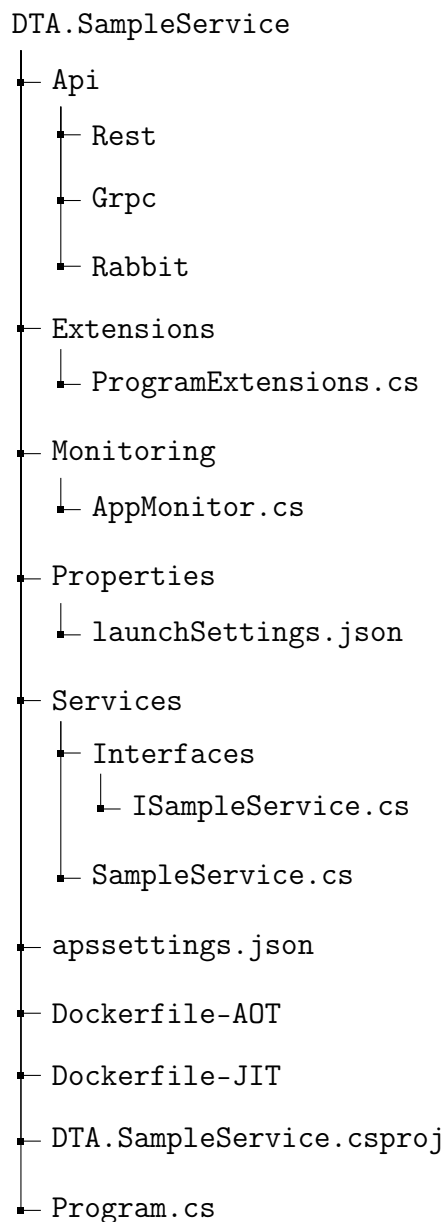 DTA.SampleService
Api
Rest
Grpc
Rabbit
Extensions
ProgramExtensions.cs
Monitoring
AppMonitor.cs
Properties
launchSettings.json
Services
Interfaces
ISampleService.cs
SampleService.cs
apssettings.json
Dockerfile-AOT
Dockerfile-JIT
DTA.SampleService.csproj
Program.cs